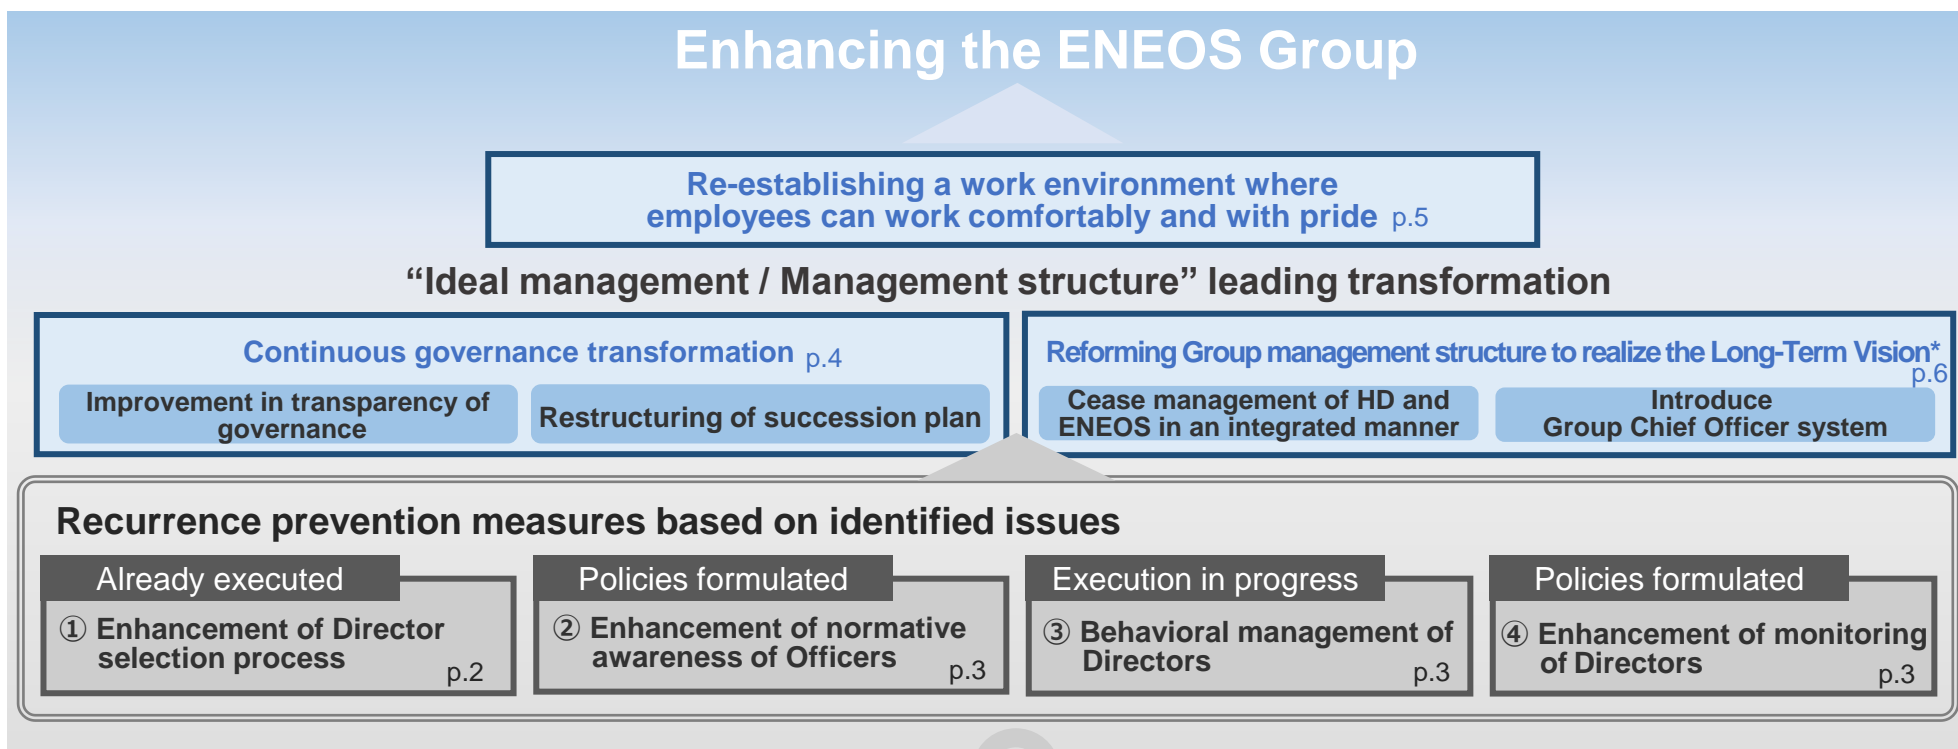 Enhancing the ENEOS Group
Re-establishing a work environment where
employees can work comfortably and with pride p.5
“Ideal management / Management structure” leading transformation
Continuous governance transformation p.4
Improvement in transparency of
governance
Restructuring of succession plan
Reforming Group management structure to realize the Long-Term Vision*
p.6
Cease management of HD and
ENEOS in an integrated manner
Introduce
Group Chief Officer system
Recurrence prevention measures based on identified issues
Already executed
① Enhancement of Director
selection process
p.2
Policies formulated
② Enhancement of normative
awareness of Officers
p.3
Execution in progress
③ Behavioral management of
Directors
p.3
Policies formulated
④ Enhancement of monitoring
of Directors
p.3